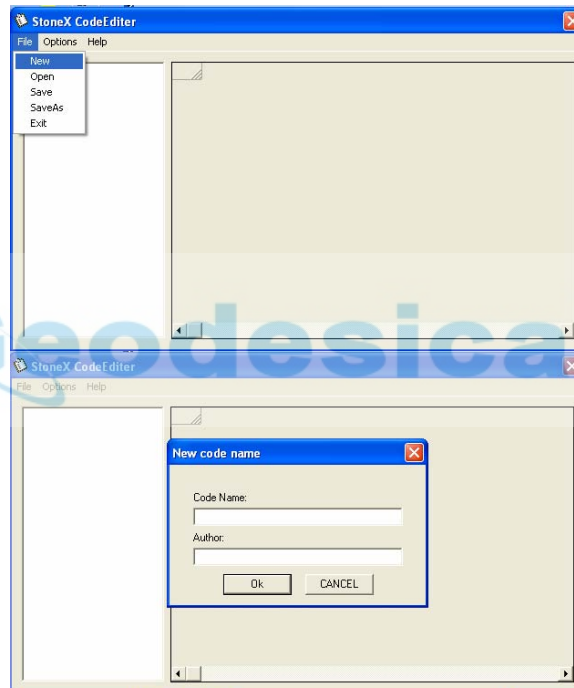 StoneX CodeEditer
File Options Help
New
Open
Save
SaveAs
Exit
eodesica
StoneX CodeEditer
File Options Help
New code name
Code Name:
Author:
Ok CANCEL